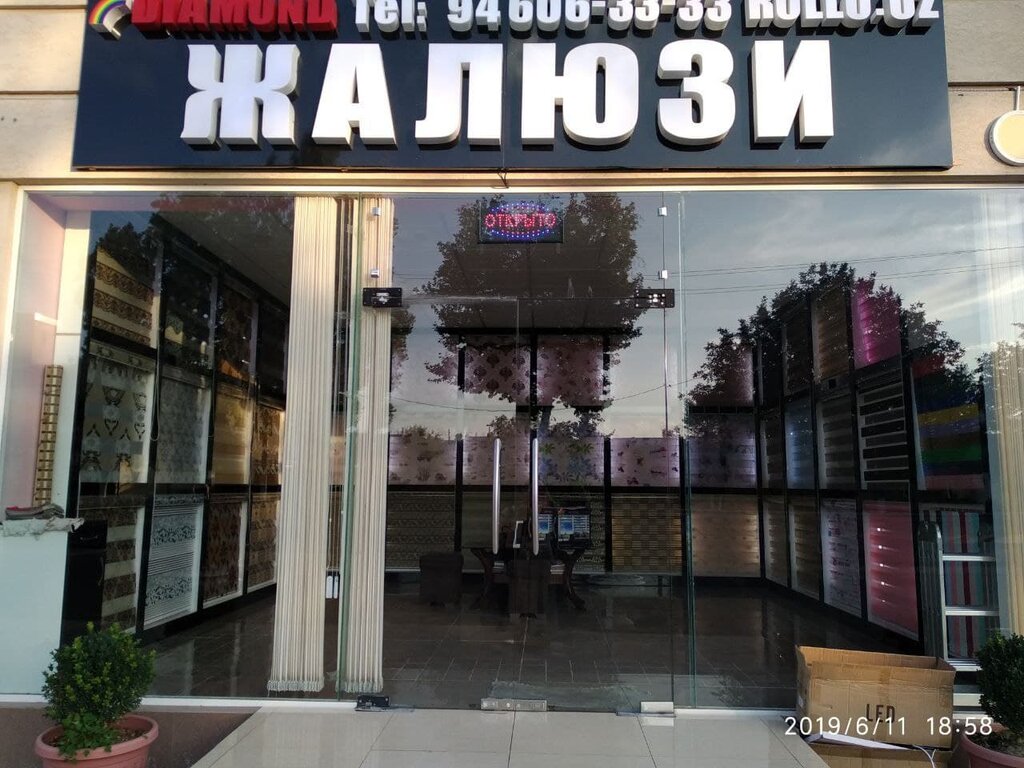 DIAMOND Tel: 94 606-33-33 ROLLO.UZ
ЖАЛЮЗИ
ОТКРЫТО
LED
2019/6/11 18:58